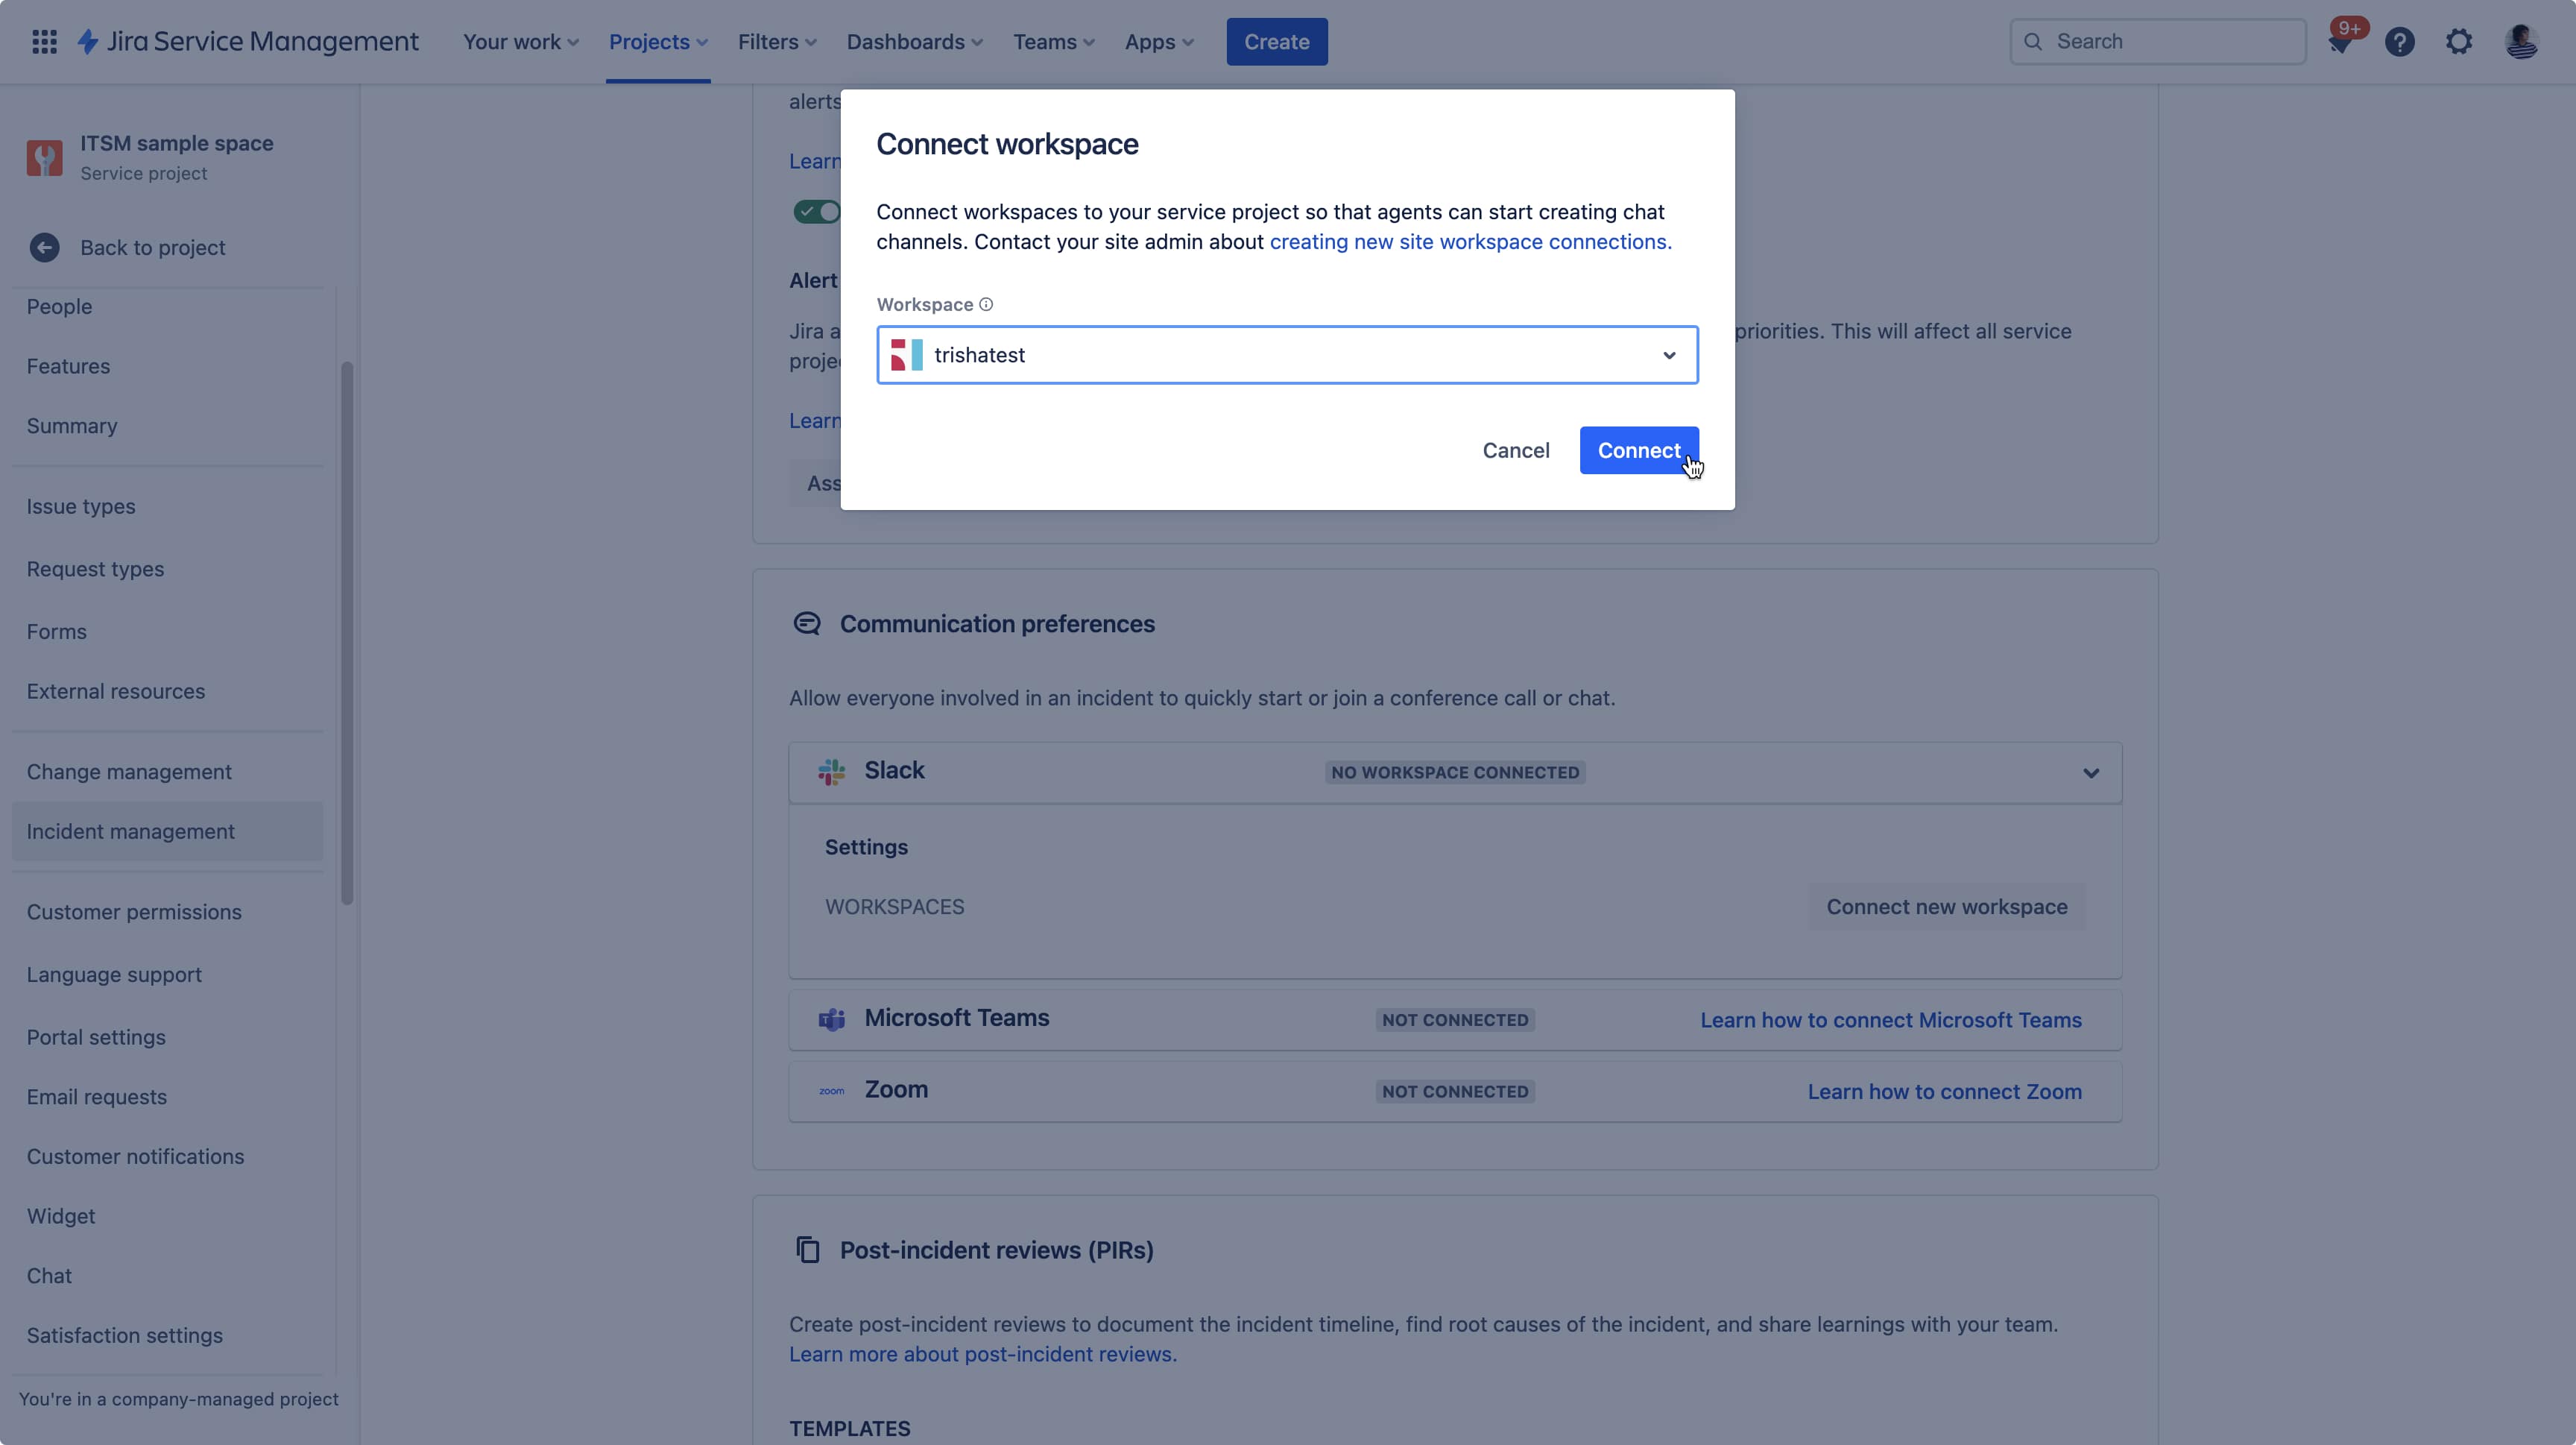 Jira Service Management
Your work
Projects
Filters
Dashboards
Teams
Apps
Create
Search
9+
ITSM sample space
Service project
Back to project
People
Features
Summary
Issue types
Request types
Forms
External resources
Change management
Incident management
Customer permissions
Language support
Portal settings
Email requests
Customer notifications
Widget
Chat
Satisfaction settings
You're in a company-managed project
alerts
Learn
Alert
Jira a
priorities. This will affect all service
projec
Learn
Ass
Connect workspace
Connect workspaces to your service project so that agents can start creating chat
channels. Contact your site admin about creating new site workspace connections.
Workspace
trishatest
Cancel
Connect
Communication preferences
Allow everyone involved in an incident to quickly start or join a conference call or chat.
Slack
NO WORKSPACE CONNECTED
Settings
WORKSPACES
Connect new workspace
Microsoft Teams
NOT CONNECTED
Learn how to connect Microsoft Teams
zoom
Zoom
NOT CONNECTED
Learn how to connect Zoom
Post-incident reviews (PIRs)
Create post-incident reviews to document the incident timeline, find root causes of the incident, and share learnings with your team.
Learn more about post-incident reviews.
TEMPLATES